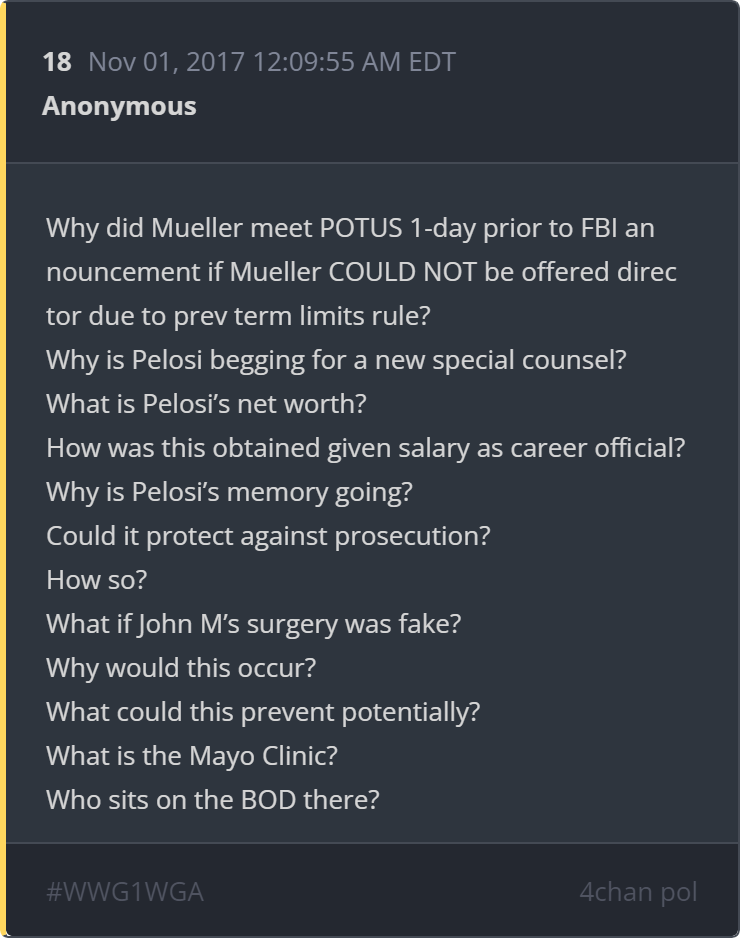 18 Nov 01, 2017 12:09:55 AM EDT
Anonymous
Why did Mueller meet POTUS 1-day prior to FBI an
nouncement if Mueller COULD NOT be offered direc
tor due to prev term limits rule?
Why is Pelosi begging for a new special counsel?
What is Pelosi’s net worth?
How was this obtained given salary as career official?
Why is Pelosi’s memory going?
Could it protect against prosecution?
How so?
What if John M’s surgery was fake?
Why would this occur?
What could this prevent potentially?
What is the Mayo Clinic?
Who sits on the BOD there?
#WWG1WGA 4chan pol